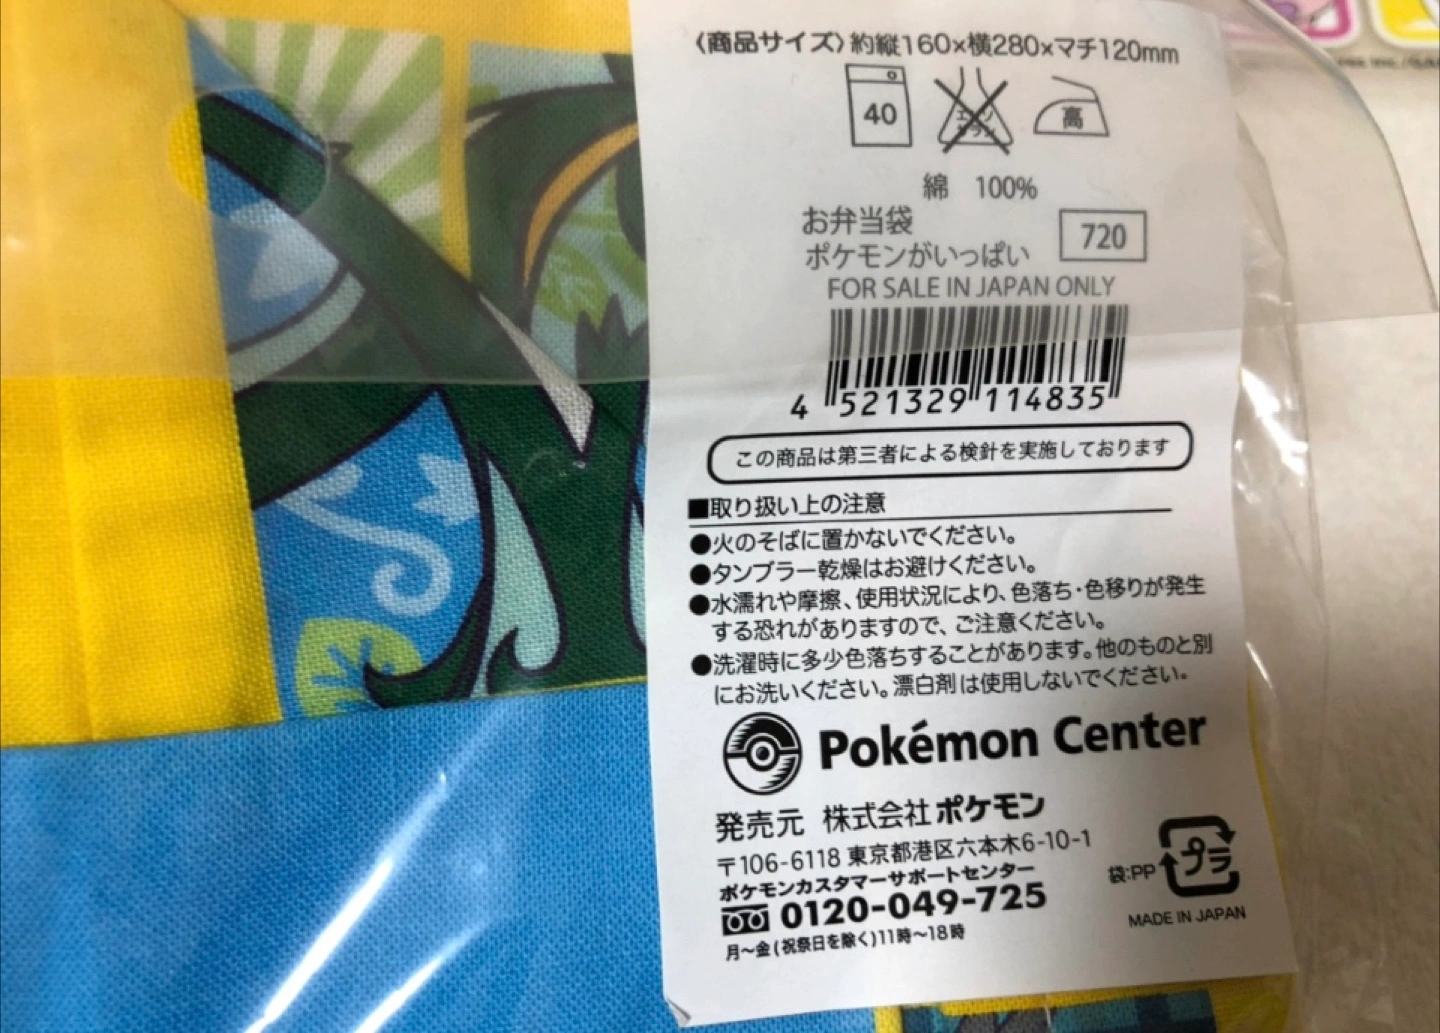 〈商品サイズ〉約縦160×横280×マチ120mm
40
エンソ
サラシ
高
綿 100%
お弁当袋
ポケモンがいっぱい
720
FOR SALE IN JAPAN ONLY
4 521329 114835
この商品は第三者による検針を実施しております
■取り扱い上の注意
●火のそばに置かないでください。
●タンブラー乾燥はお避けください。
●水濡れや摩擦、使用状況により、色落ち・色移りが発生
する恐れがありますので、ご注意ください。
●洗濯時に多少色落ちすることがあります。他のものと別
にお洗いください。漂白剤は使用しないでください。
Pokémon Center
発売元 株式会社ポケモン
〒106-6118 東京都港区六本木6-10-1
ポケモンカスタマーサポートセンター
0120-049-725
月〜金(祝祭日を除く)11時〜18時
袋:PP
プラ
MADE IN JAPAN